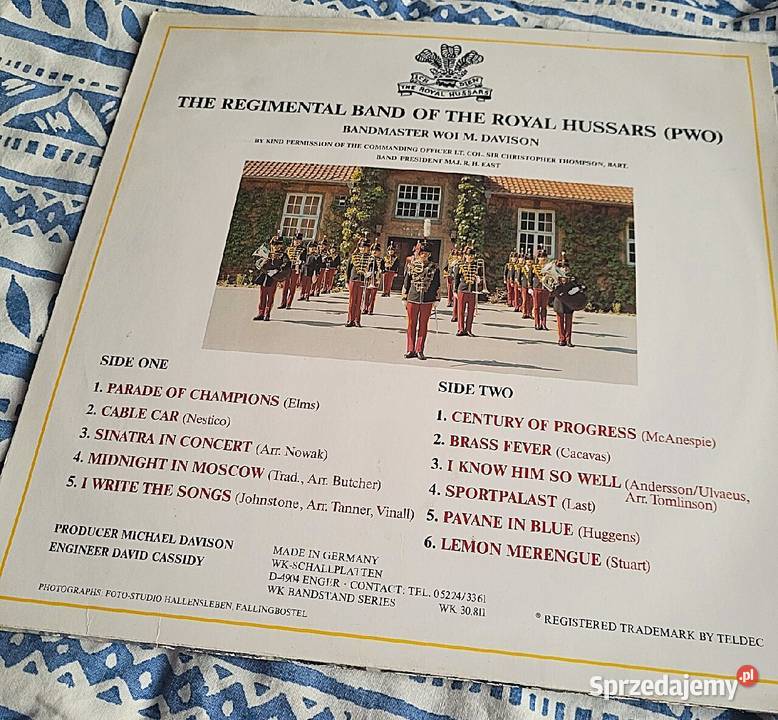 ICH DIEN
THE ROYAL HUSSARS
THE REGIMENTAL BAND OF THE ROYAL HUSSARS (PWO)
BANDMASTER WOI M. DAVISON
BY KIND PERMISSION OF THE COMMANDING OFFICER LT. COL. SIR CHRISTOPHER THOMPSON, BART.
BAND PRESIDENT MAJ. R. H. EAST
SIDE ONE
1. PARADE OF CHAMPIONS (Elms)
2. CABLE CAR (Nestico)
3. SINATRA IN CONCERT (Arr. Nowak)
4. MIDNIGHT IN MOSCOW (Trad., Arr. Butcher)
5. I WRITE THE SONGS (Johnstone, Arr. Tanner, Vinall)
SIDE TWO
1. CENTURY OF PROGRESS (McAnespie)
2. BRASS FEVER (Cacavas)
3. I KNOW HIM SO WELL (Andersson/Ulvaeus,
Arr. Tomlinson)
4. SPORTPALAST (Last)
5. PAVANE IN BLUE (Huggens)
6. LEMON MERENGUE (Stuart)
PRODUCER MICHAEL DAVISON
ENGINEER DAVID CASSIDY
MADE IN GERMANY
WK-SCHALLPLATTEN
D-4904 ENGER · CONTACT: TEL. 05224/3361
WK BANDSTAND SERIES WK 30.811
PHOTOGRAPHS: FOTO-STUDIO HALLENSLEBEN, FALLINGBOSTEL
® REGISTERED TRADEMARK BY TELDEC
Sprzedajemy.pl